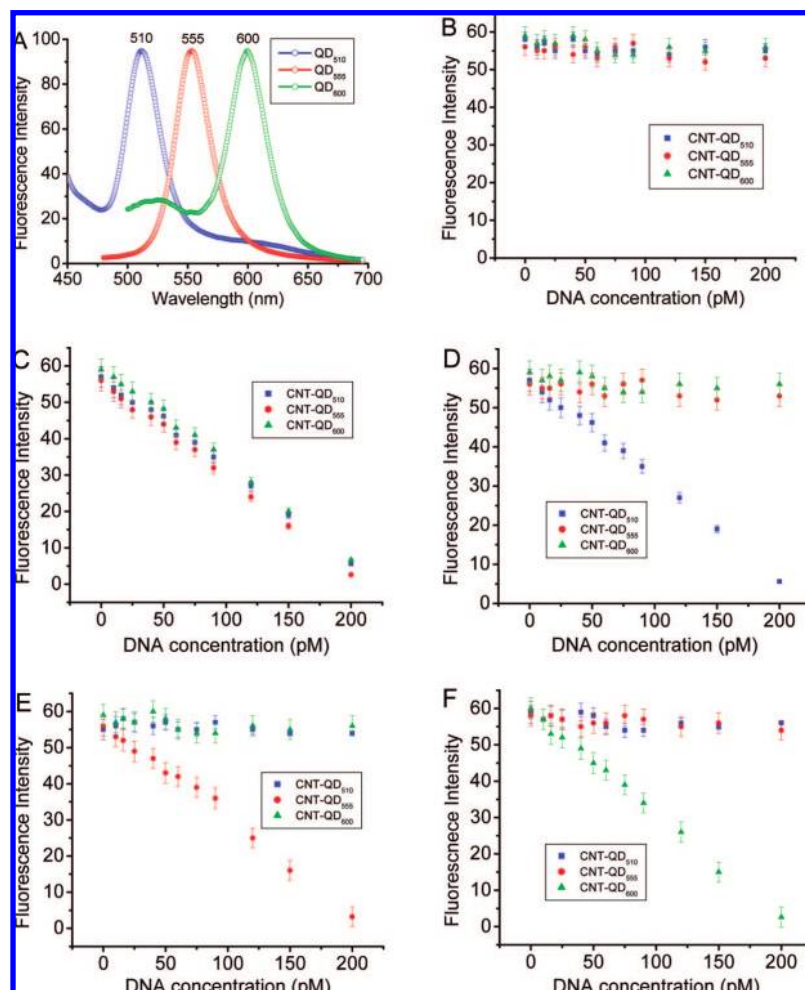 A
510 555 600
100
80
60
40
20
0
Fluorescence Intensity
QD510
QD555
QD600
450 500 550 600 650 700
Wavelength (nm)
B
60
50
40
30
20
10
0
Fluorescence Intensity
CNT-QD510
CNT-QD555
CNT-QD600
0 50 100 150 200
DNA concentration (pM)
C
60
50
40
30
20
10
0
Fluorescence Intensity
CNT-QD510
CNT-QD555
CNT-QD600
0 50 100 150 200
DNA concentration (pM)
D
60
50
40
30
20
10
0
Fluorescence Intensity
CNT-QD510
CNT-QD555
CNT-QD600
0 50 100 150 200
DNA concentration (pM)
E
60
50
40
30
20
10
0
Fluorescence Intensity
CNT-QD510
CNT-QD555
CNT-QD600
0 50 100 150 200
DNA concentration (pM)
F
60
50
40
30
20
10
0
Fluorescnece Intensity
CNT-QD510
CNT-QD555
CNT-QD600
0 50 100 150 200
DNA concentration (pM)